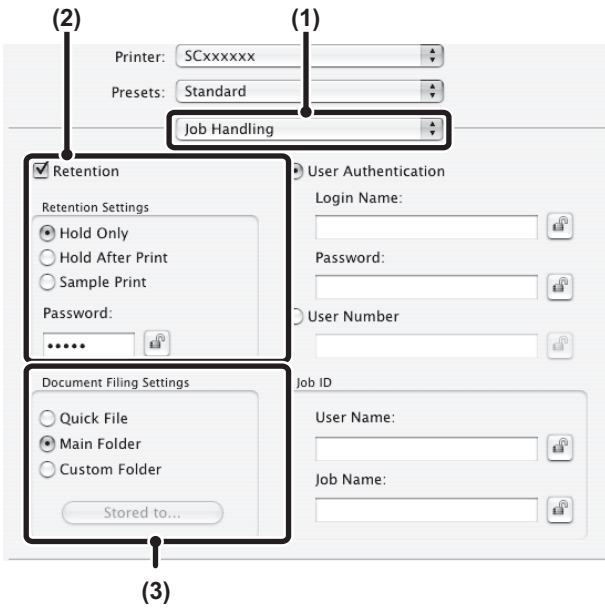 (2)
(1)
Printer: SCxxxxxx
Presets: Standard
Job Handling
Retention
Retention Settings
Hold Only
Hold After Print
Sample Print
Password:
•••••
User Authentication
Login Name:
Password:
User Number
Document Filing Settings
Quick File
Main Folder
Custom Folder
Stored to...
Job ID
User Name:
Job Name:
(3)